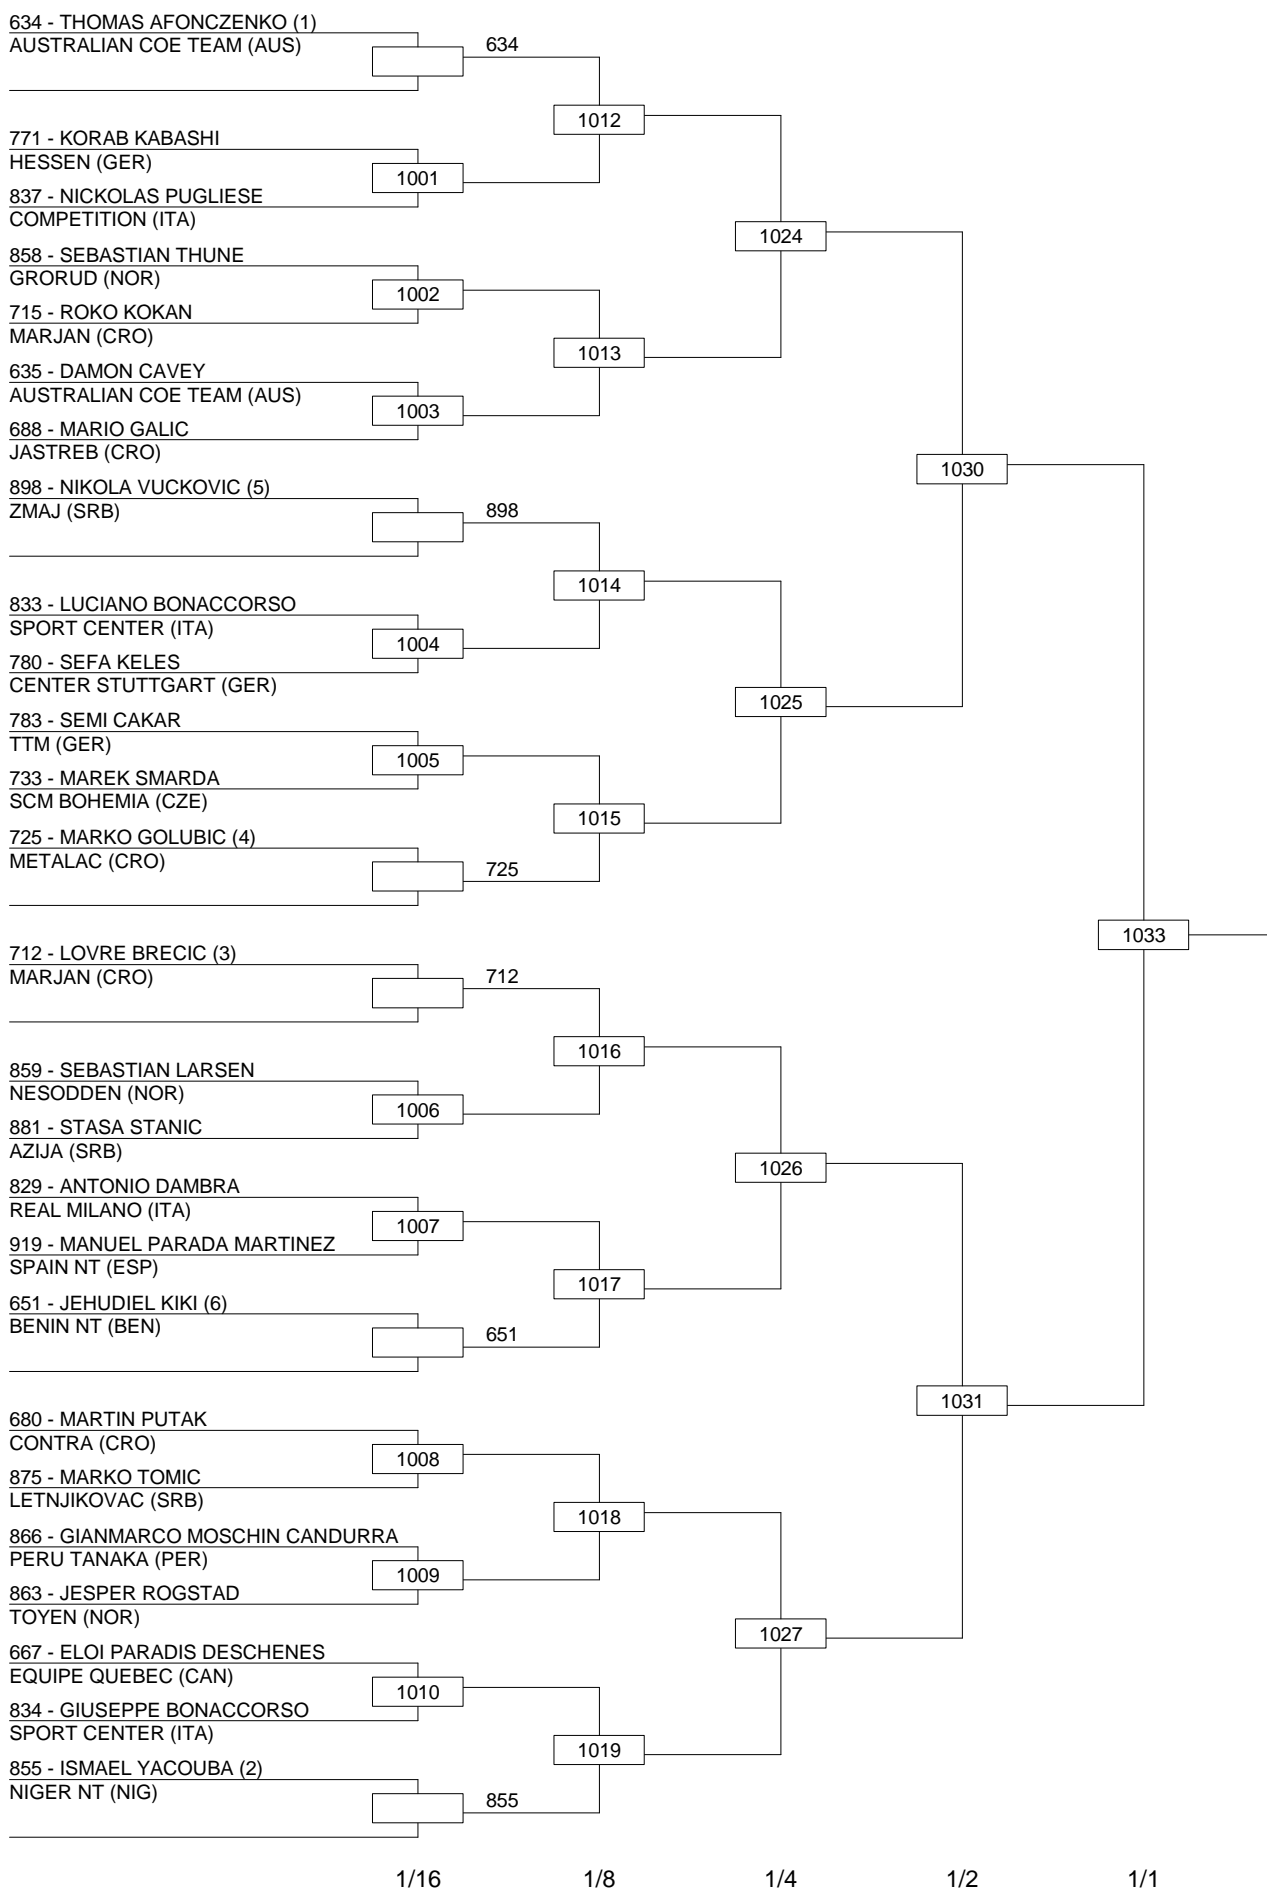 634 - THOMAS AFONCZENKO (1)
AUSTRALIAN COE TEAM (AUS)
634
1012
771 - KORAB KABASHI
HESSEN (GER)
1001
837 - NICKOLAS PUGLIESE
COMPETITION (ITA)
1024
858 - SEBASTIAN THUNE
GRORUD (NOR)
1002
715 - ROKO KOKAN
MARJAN (CRO)
1013
635 - DAMON CAVEY
AUSTRALIAN COE TEAM (AUS)
1003
688 - MARIO GALIC
JASTREB (CRO)
1030
898 - NIKOLA VUCKOVIC (5)
ZMAJ (SRB)
898
1014
833 - LUCIANO BONACCORSO
SPORT CENTER (ITA)
1004
780 - SEFA KELES
CENTER STUTTGART (GER)
1025
783 - SEMI CAKAR
TTM (GER)
1005
733 - MAREK SMARDA
SCM BOHEMIA (CZE)
1015
725 - MARKO GOLUBIC (4)
METALAC (CRO)
725
1033
712 - LOVRE BRECIC (3)
MARJAN (CRO)
712
1016
859 - SEBASTIAN LARSEN
NESODDEN (NOR)
1006
881 - STASA STANIC
AZIJA (SRB)
1026
829 - ANTONIO DAMBRA
REAL MILANO (ITA)
1007
919 - MANUEL PARADA MARTINEZ
SPAIN NT (ESP)
1017
651 - JEHUDIEL KIKI (6)
BENIN NT (BEN)
651
1031
680 - MARTIN PUTAK
CONTRA (CRO)
1008
875 - MARKO TOMIC
LETNJIKOVAC (SRB)
1018
866 - GIANMARCO MOSCHIN CANDURRA
PERU TANAKA (PER)
1009
863 - JESPER ROGSTAD
TOYEN (NOR)
1027
667 - ELOI PARADIS DESCHENES
EQUIPE QUEBEC (CAN)
1010
834 - GIUSEPPE BONACCORSO
SPORT CENTER (ITA)
1019
855 - ISMAEL YACOUBA (2)
NIGER NT (NIG)
855
1/16 1/8 1/4 1/2 1/1